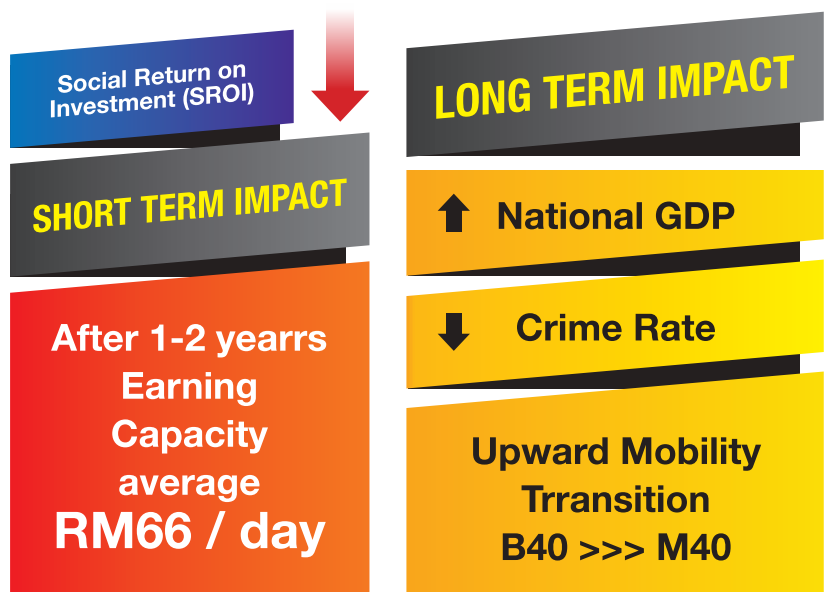 Social Return on
Investment (SROI)
SHORT TERM IMPACT
After 1-2 yearrs
Earning
Capacity
average
RM66 / day
LONG TERM IMPACT
National GDP
Crime Rate
Upward Mobility
Trransition
B40 >>> M40